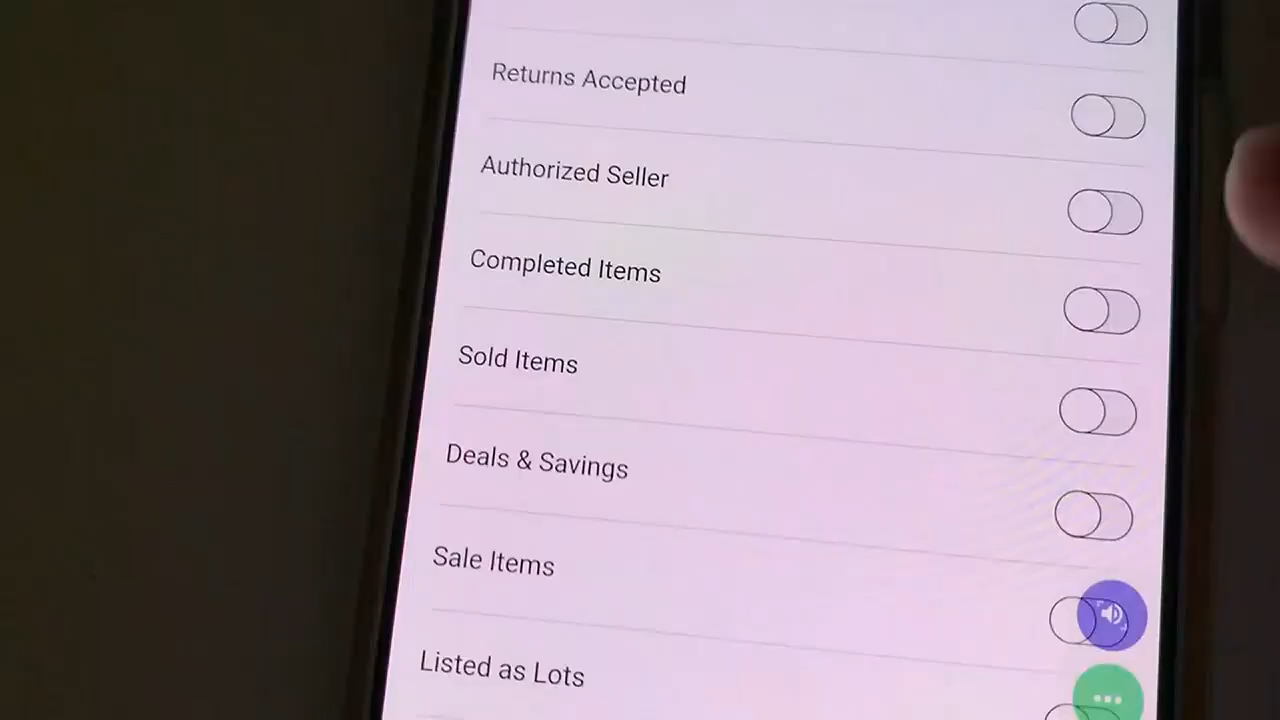 Returns Accepted
Authorized Seller
Completed Items
Sold Items
Deals & Savings
Sale Items
Listed as Lots